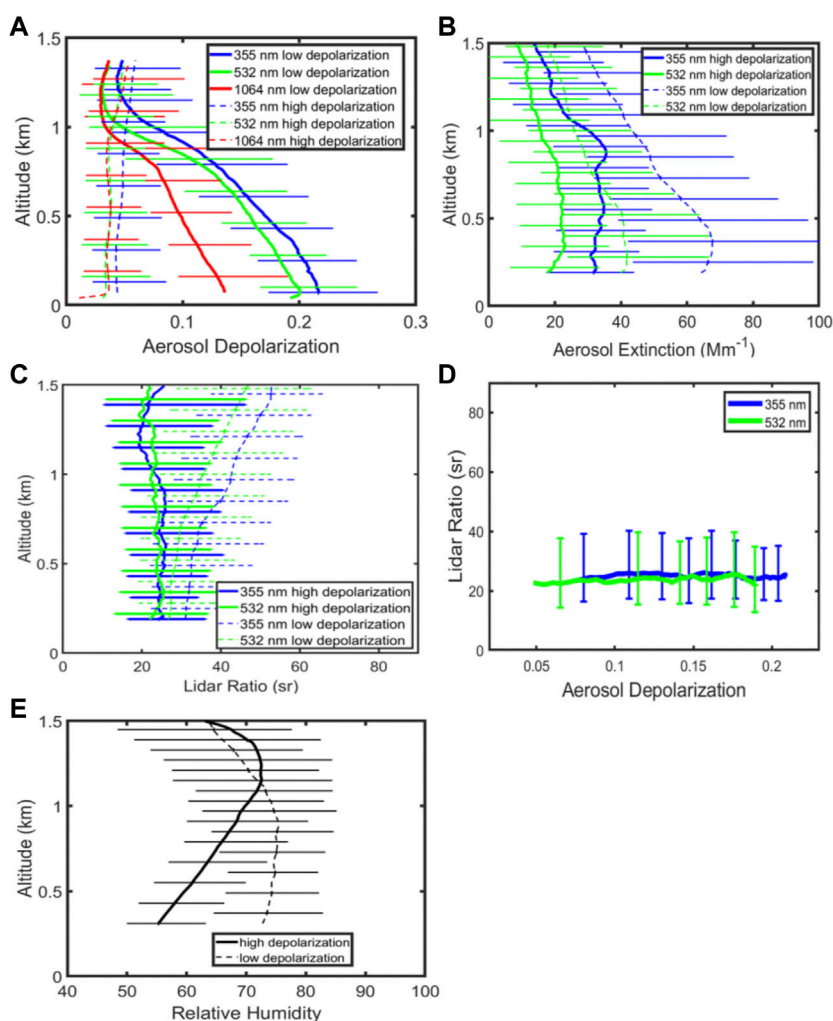 A
1.5
1
0.5
0
0
0.1
0.2
0.3
Altitude (km)
Aerosol Depolarization
355 nm low depolarization
532 nm low depolarization
1064 nm low depolarization
355 nm high depolarization
532 nm high depolarization
1064 nm high depolarization
B
1.5
1
0.5
0
0
20
40
60
80
100
Altitude (km)
Aerosol Extinction (Mm⁻¹)
355 nm high depolarization
532 nm high depolarization
355 nm low depolarization
532 nm low depolarization
C
1.5
1
0.5
0
0
20
40
60
80
Altitude (km)
Lidar Ratio (sr)
355 nm high depolarization
532 nm high depolarization
355 nm low depolarization
532 nm low depolarization
D
80
60
40
20
0
0.05
0.1
0.15
0.2
Lidar Ratio (sr)
Aerosol Depolarization
355 nm
532 nm
E
1.5
1
0.5
0
40
50
60
70
80
90
100
Altitude (km)
Relative Humidity
high depolarization
low depolarization